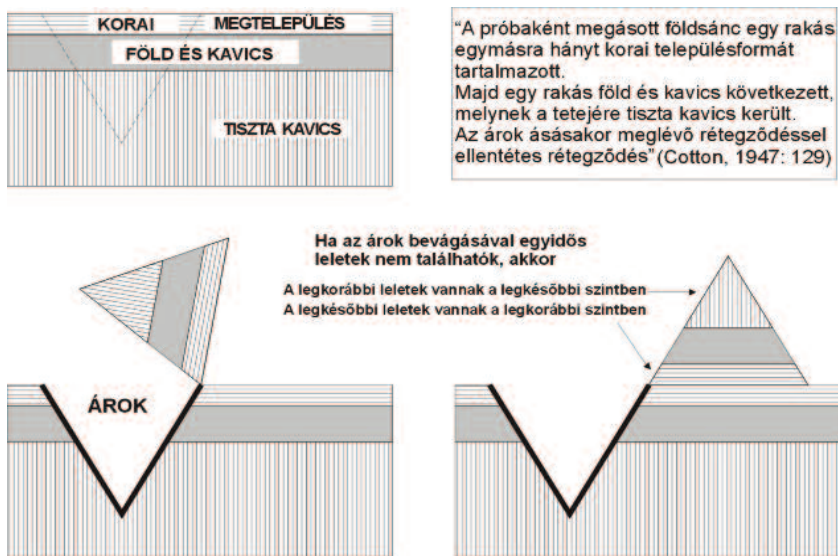 KORAI MEGTELEPÜLÉS
FÖLD ÉS KAVICS
TISZTA KAVICS
“A próbaként megásott földsánc egy rakás
egymásra hányt korai településformát
tartalmazott.
Majd egy rakás föld és kavics következett,
melynek a tetejére tiszta kavics került.
Az árok ásásakor meglévő rétegződéssel
ellentétes rétegződés” (Cotton, 1947: 129)
Ha az árok bevágásával egyidős
leletek nem találhatók, akkor
A legkorábbi leletek vannak a legkésőbbi szintben
A legkésőbbi leletek vannak a legkorábbi szintben
ÁROK